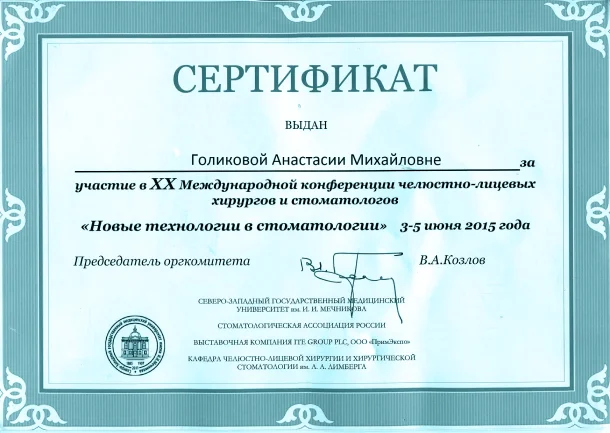 СЕРТИФИКАТ
ВЫДАН
Голиковой Анастасии Михайловне за
участие в XX Международной конференции челюстно-лицевых
хирургов и стоматологов
«Новые технологии в стоматологии» 3-5 июня 2015 года
Председатель оргкомитета В.А.Козлов
СЕВЕРО-ЗАПАДНЫЙ ГОСУДАРСТВЕННЫЙ МЕДИЦИНСКИЙ
УНИВЕРСИТЕТ им. И. И. МЕЧНИКОВА
СТОМАТОЛОГИЧЕСКАЯ АССОЦИАЦИЯ РОССИИ
ВЫСТАВОЧНАЯ КОМПАНИЯ ITE GROUP PLC, ООО «ПримЭкспо»
КАФЕДРА ЧЕЛЮСТНО-ЛИЦЕВОЙ ХИРУРГИИ И ХИРУРГИЧЕСКОЙ
СТОМАТОЛОГИИ им. А. А. ЛИМБЕРГА